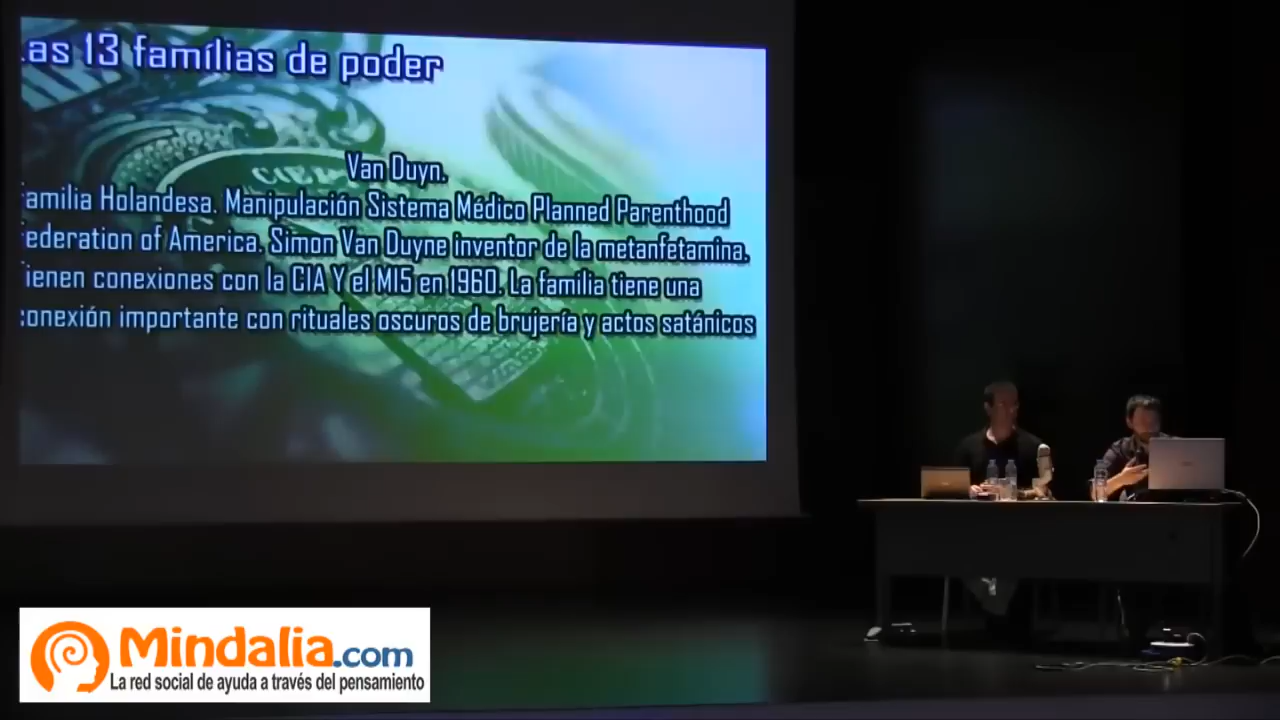 as 13 famílias de poder
Van Duyn.
amilia Holandesa. Manipulación Sistema Médico Planned Parenthood
ederation of America. Simon Van Duyne inventor de la metanfetamina.
ienen conexiones con la CIA Y el MI5 en 1960. La família tiene una
conexión importante con rituales oscuros de brujería y actos satánicos
Mindalia.com
La red social de ayuda a través del pensamiento